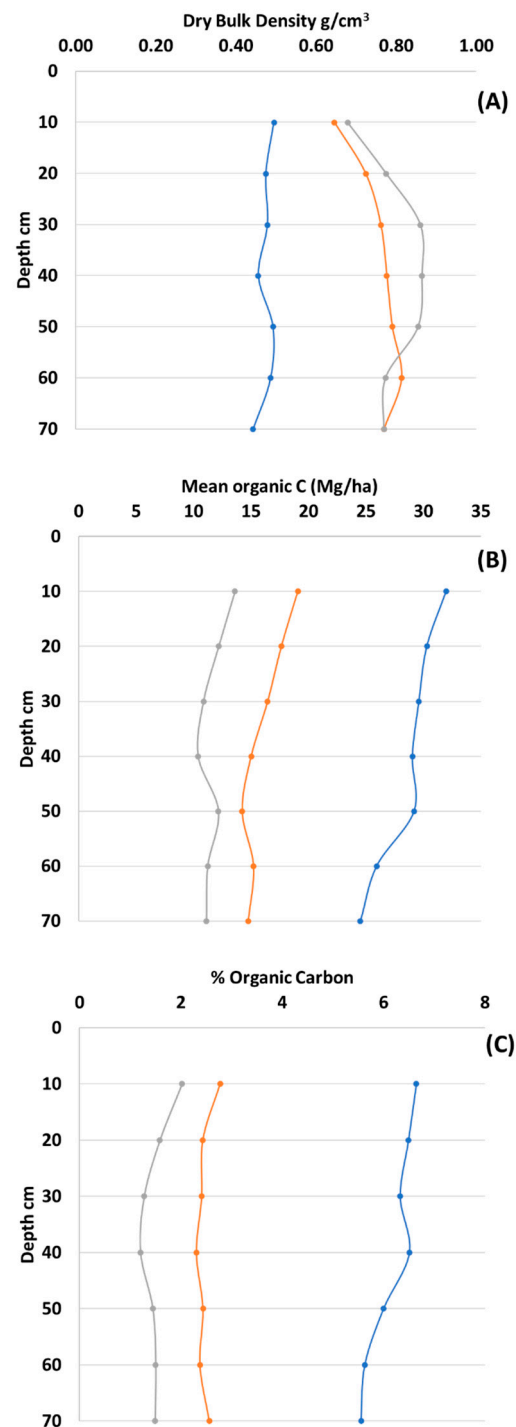 Dry Bulk Density g/cm³
0.00 0.20 0.40 0.60 0.80 1.00
0
(A)
10
20
30
Depth cm
40
50
60
70
Mean organic C (Mg/ha)
0 5 10 15 20 25 30 35
0
(B)
10
20
30
Depth cm
40
50
60
70
% Organic Carbon
0 2 4 6 8
0
(C)
10
20
30
Depth cm
40
50
60
70